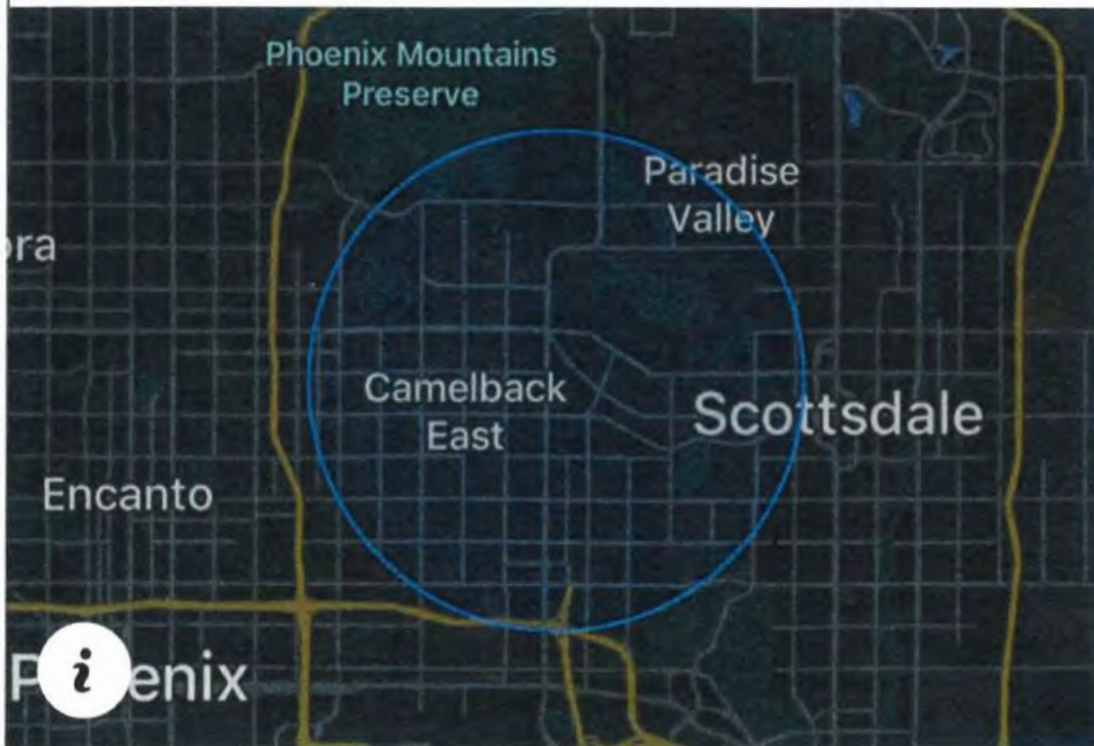 Phoenix Mountains
Preserve
Paradise
Valley
ora
Camelback
East
Scottsdale
Encanto
i
P enix